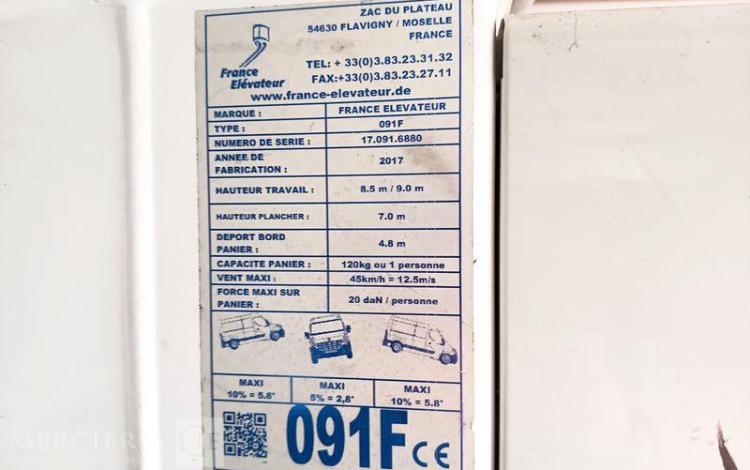 ZAC DU PLATEAU
54630 FLAVIGNY / MOSELLE
FRANCE
France
Elévateur
TEL: + 33(0)3.83.23.31.32
FAX:+33(0)3.83.23.27.11
www.france-elevateur.de
MARQUE : FRANCE ELEVATEUR
TYPE : 091F
NUMERO DE SERIE : 17.091.6880
ANNEE DE
FABRICATION : 2017
HAUTEUR TRAVAIL : 8.5 m / 9.0 m
HAUTEUR PLANCHER : 7.0 m
DEPORT BORD
PANIER : 4.8 m
CAPACITE PANIER : 120kg ou 1 personne
VENT MAXI : 45km/h = 12.5m/s
FORCE MAXI SUR
PANIER : 20 daN / personne
MAXI MAXI MAXI
10% = 5.8° 5% = 2,8° 10% = 5.8°
091F CE
MERCIER